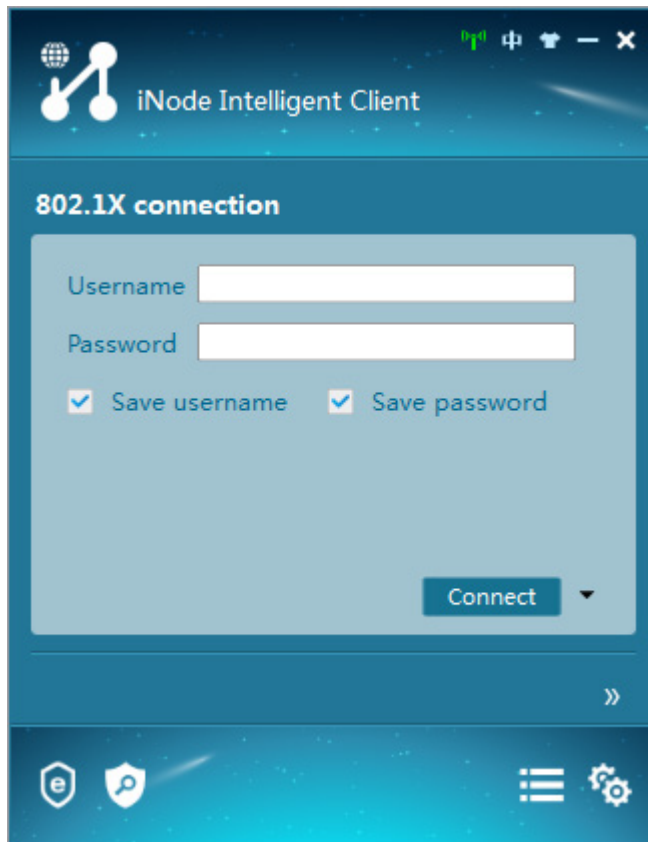 中
iNode Intelligent Client
802.1X connection
Username
Password
Save username Save password
Connect
»
e